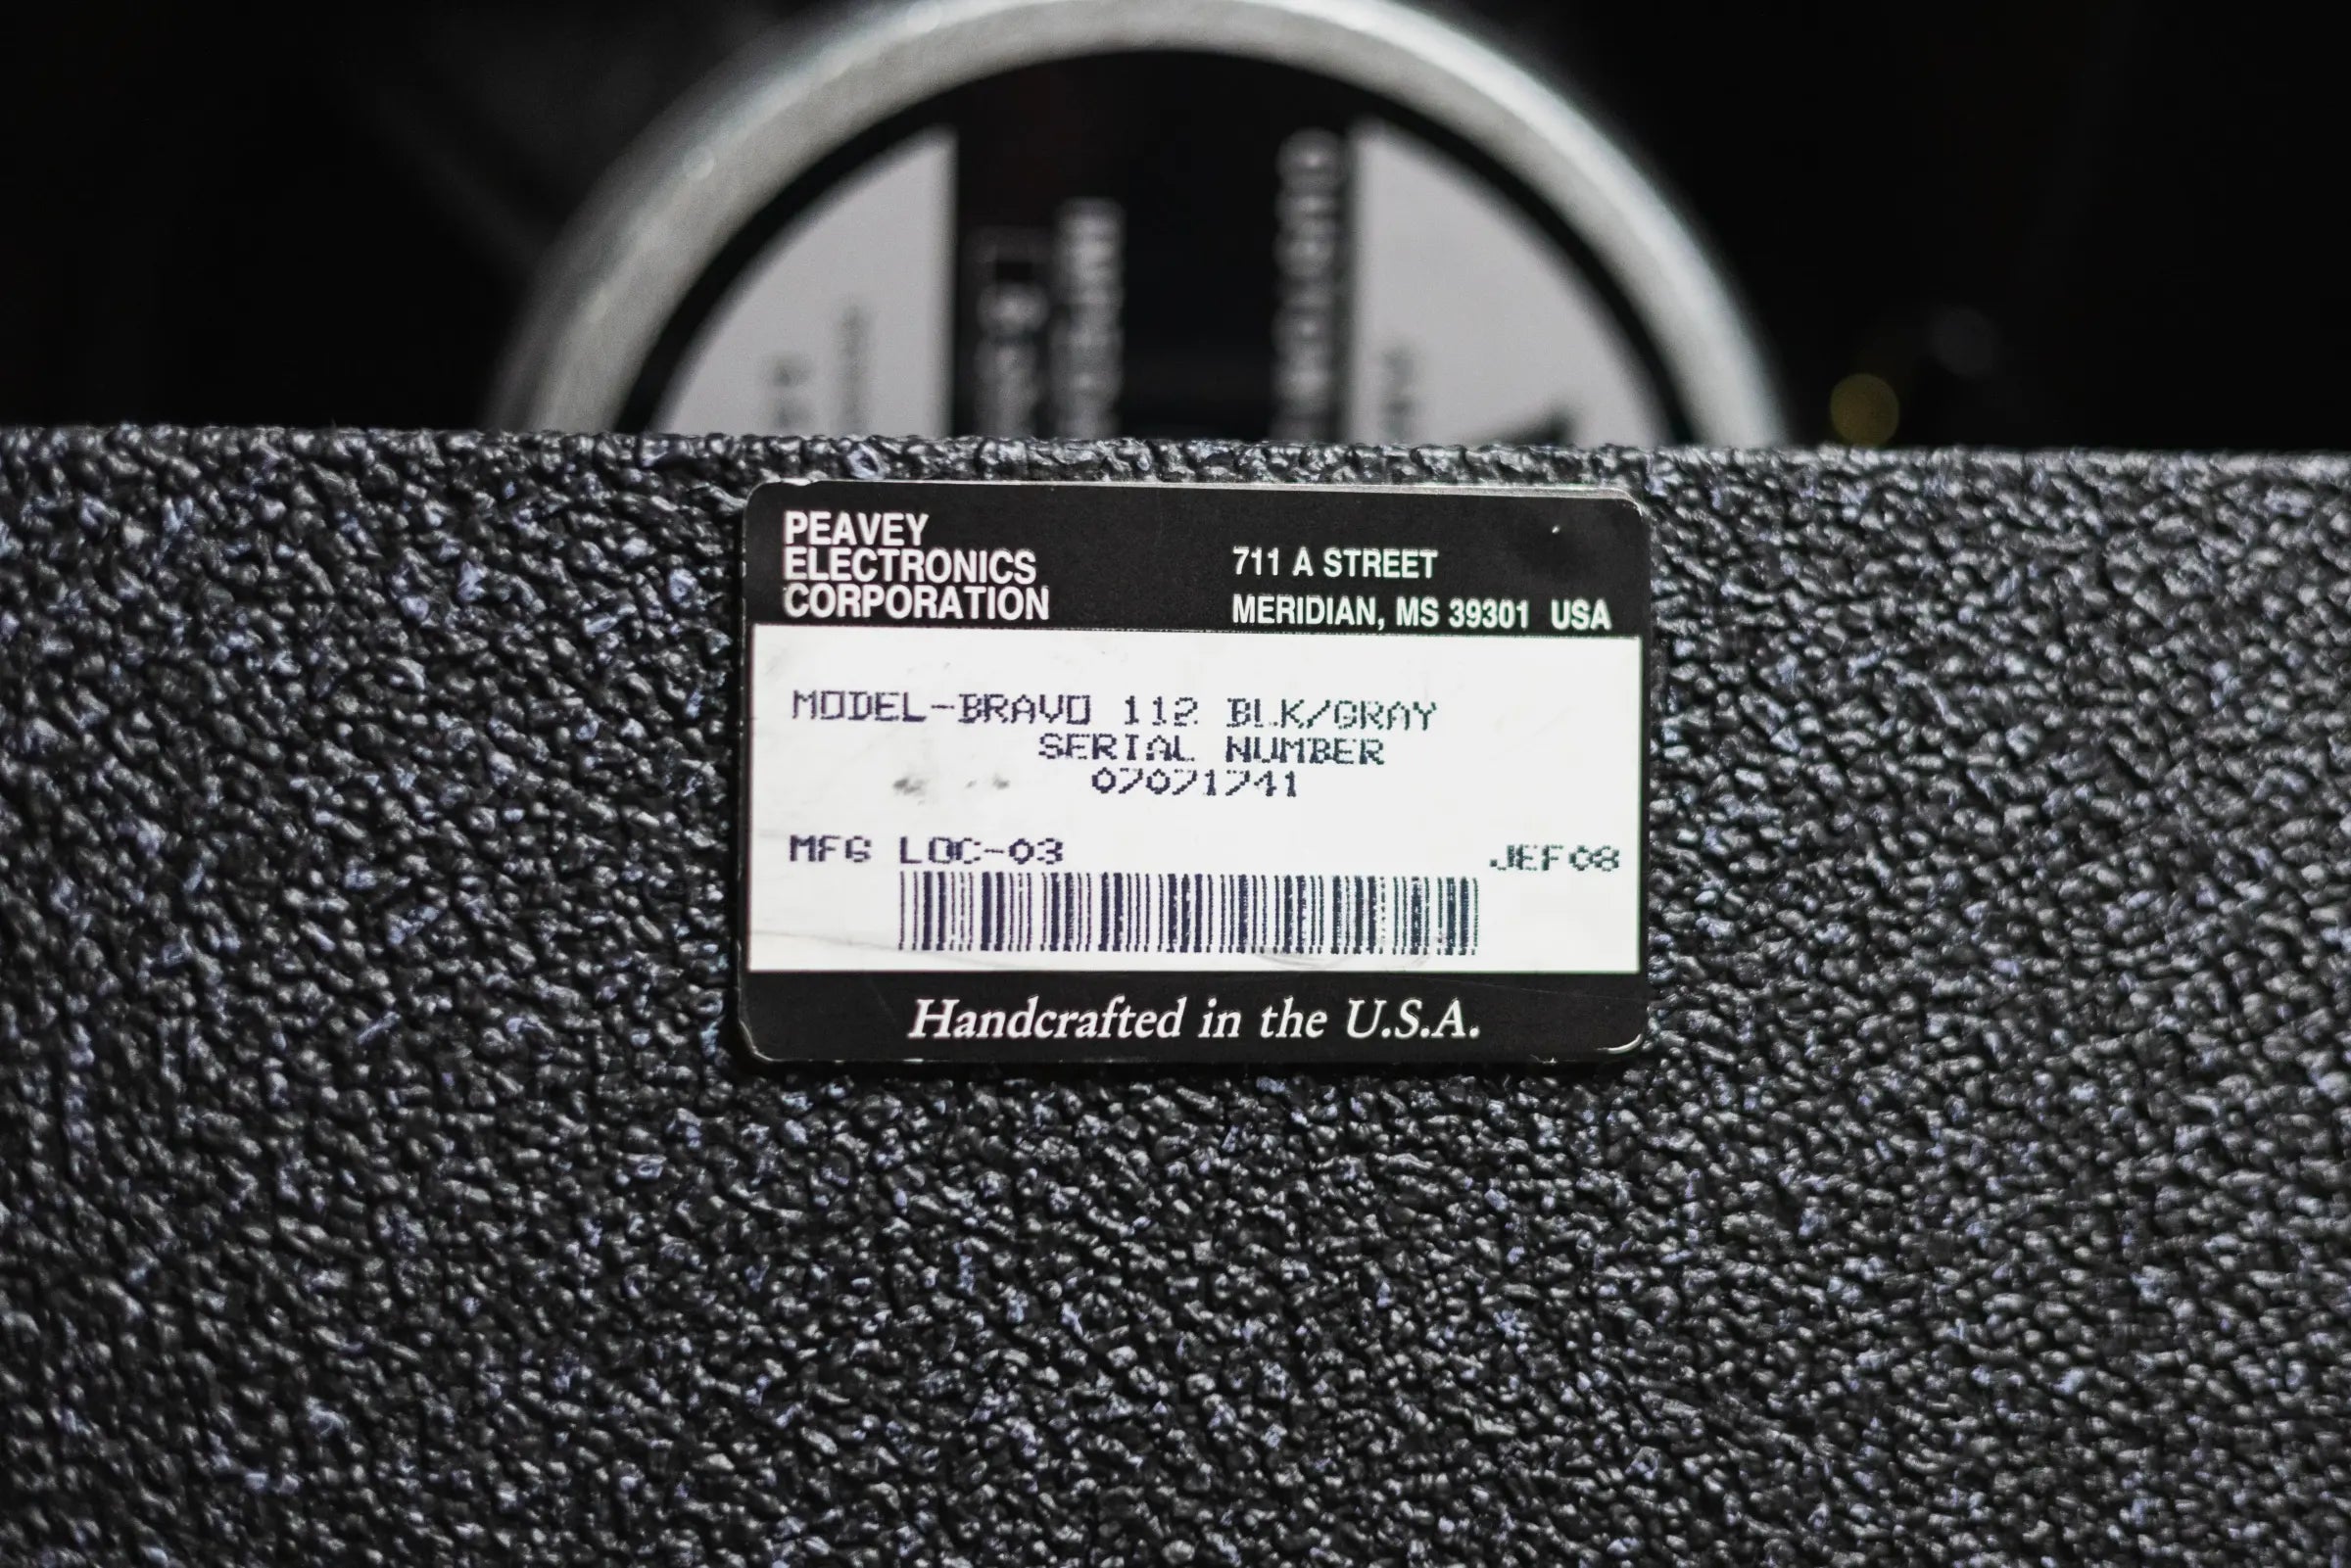 PEAVEY
ELECTRONICS
CORPORATION
711 A STREET
MERIDIAN, MS 39301 USA
MODEL-BRAVO 112 BLK/GRAY
SERIAL NUMBER
07071741
MFG LOC-03
JEF08
Handcrafted in the U.S.A.